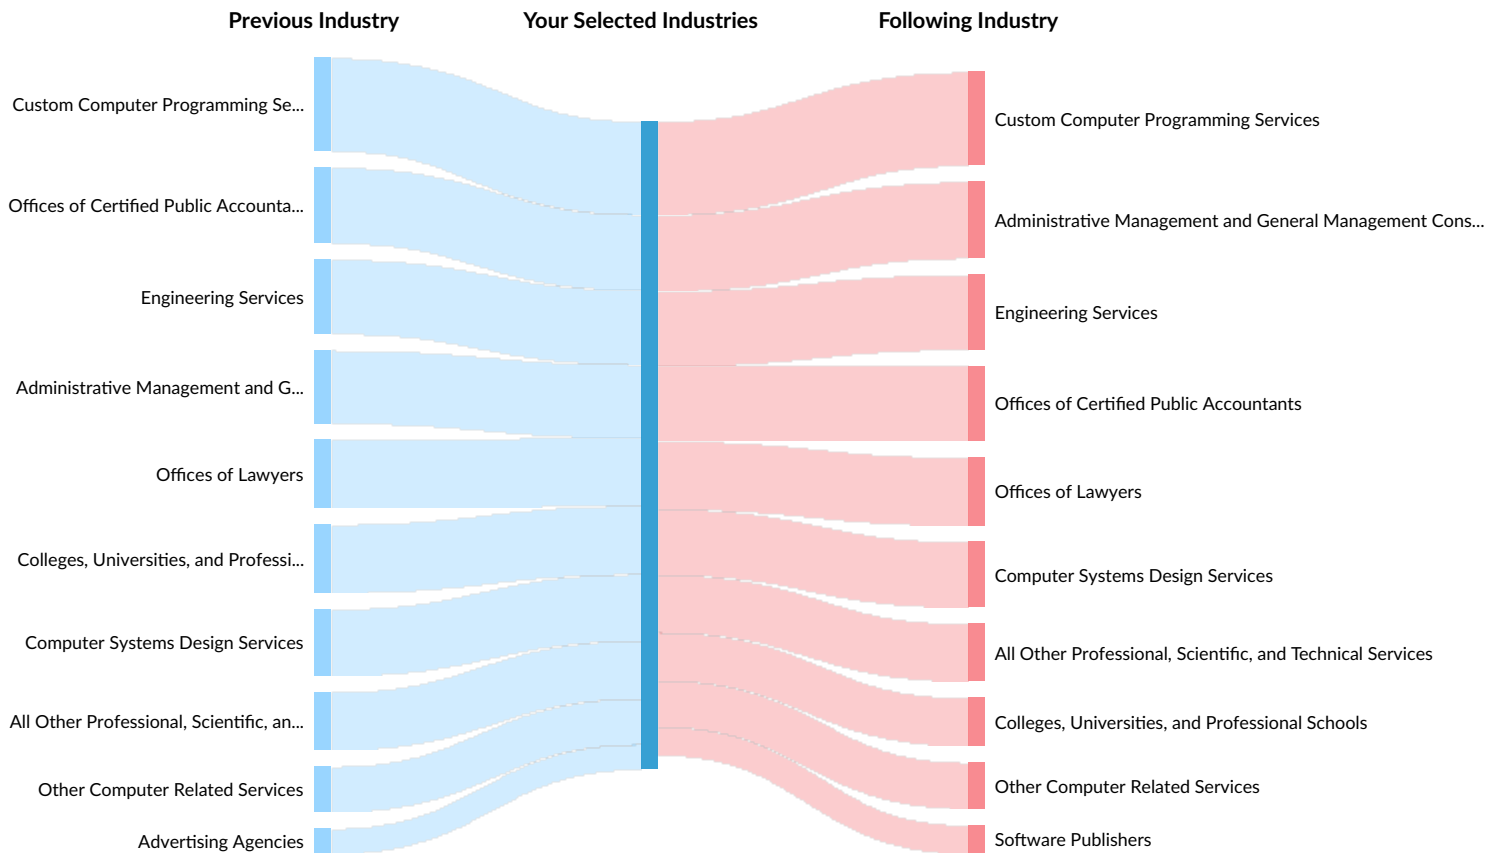 Previous Industry
Your Selected Industries
Following Industry
Custom Computer Programming Se...
Offices of Certified Public Accounta...
Engineering Services
Administrative Management and G...
Offices of Lawyers
Colleges, Universities, and Professi...
Computer Systems Design Services
All Other Professional, Scientific, an...
Other Computer Related Services
Advertising Agencies
Custom Computer Programming Services
Administrative Management and General Management Cons...
Engineering Services
Offices of Certified Public Accountants
Offices of Lawyers
Computer Systems Design Services
All Other Professional, Scientific, and Technical Services
Colleges, Universities, and Professional Schools
Other Computer Related Services
Software Publishers